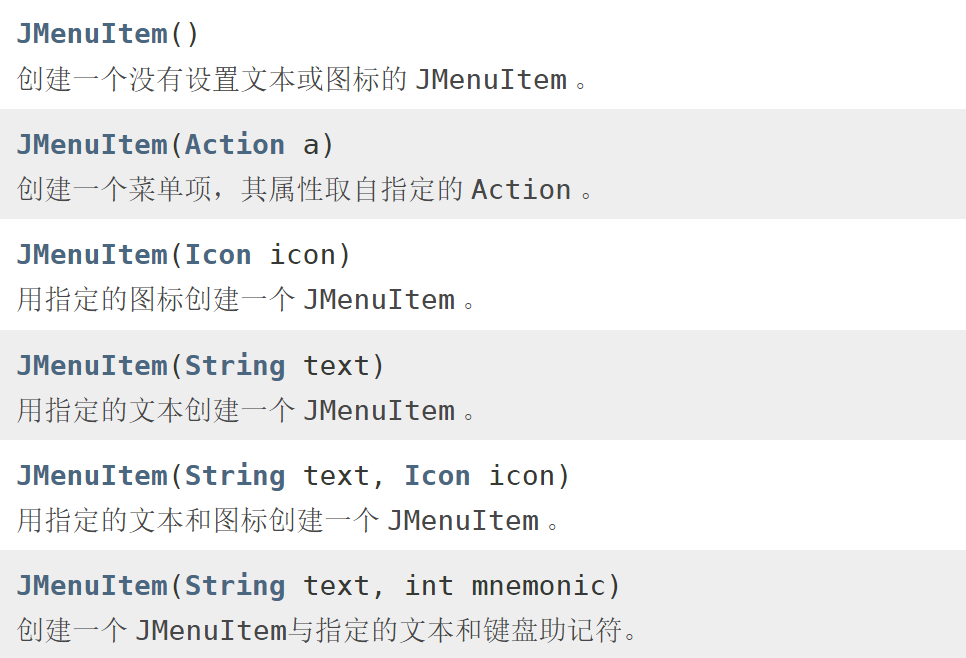 JMenuItem()
创建一个没有设置文本或图标的 JMenuItem 。
JMenuItem(Action a)
创建一个菜单项，其属性取自指定的 Action 。
JMenuItem(Icon icon)
用指定的图标创建一个 JMenuItem 。
JMenuItem(String text)
用指定的文本创建一个 JMenuItem 。
JMenuItem(String text, Icon icon)
用指定的文本和图标创建一个 JMenuItem 。
JMenuItem(String text, int mnemonic)
创建一个 JMenuItem与指定的文本和键盘助记符。